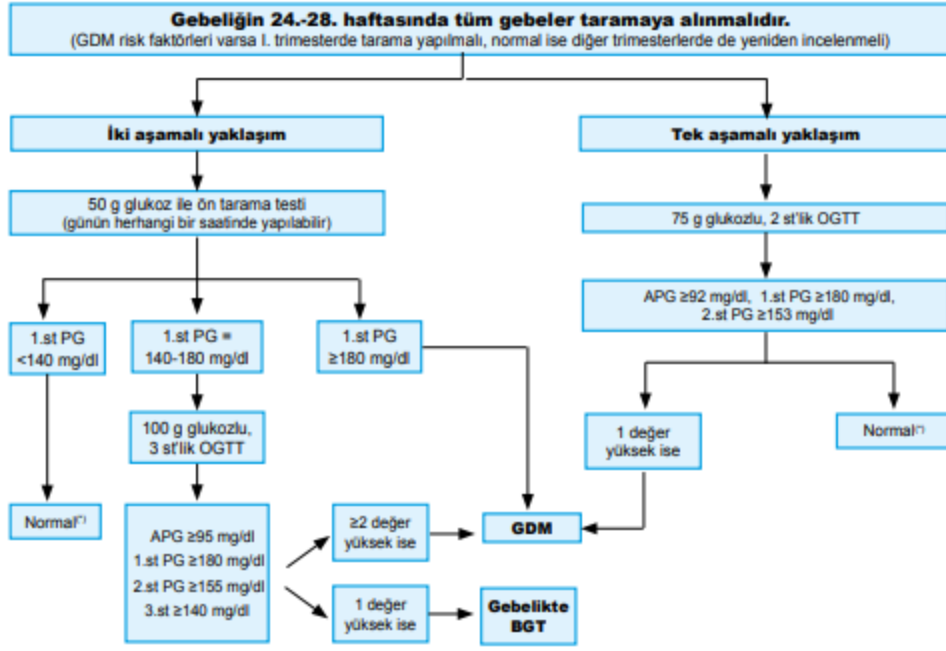 Gebeliğin 24.-28. haftasında tüm gebeler taramaya alınmalıdır.
(GDM risk faktörleri varsa I. trimesterde tarama yapılmalı, normal ise diğer trimesterlerde de yeniden incelenmeli)
İki aşamalı yaklaşım
50 g glukoz ile ön tarama testi
(günün herhangi bir saatinde yapılabilir)
1.st PG
<140 mg/dl
1.st PG =
140-180 mg/dl
1.st PG
≥180 mg/dl
100 g glukozlu,
3 st'lik OGTT
Normal(*)
APG ≥95 mg/dl
1.st PG ≥180 mg/dl
2.st PG ≥155 mg/dl
3.st ≥140 mg/dl
≥2 değer
yüksek ise
1 değer
yüksek ise
GDM
Gebelikte
BGT
Tek aşamalı yaklaşım
75 g glukozlu, 2 st'lik OGTT
APG ≥92 mg/dl, 1.st PG ≥180 mg/dl,
2.st PG ≥153 mg/dl
1 değer
yüksek ise
Normal(*)